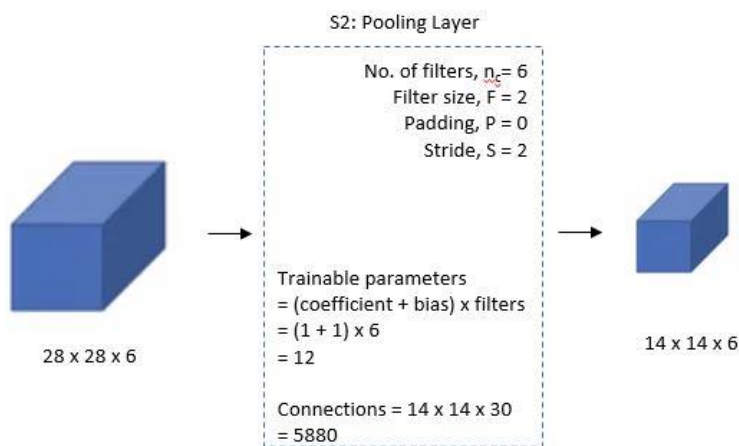 S2: Pooling Layer
No. of filters, nc= 6
Filter size, F = 2
Padding, P = 0
Stride, S = 2
Trainable parameters
= (coefficient + bias) x filters
= (1 + 1) x 6
= 12
Connections = 14 x 14 x 30
= 5880
28 x 28 x 6
14 x 14 x 6